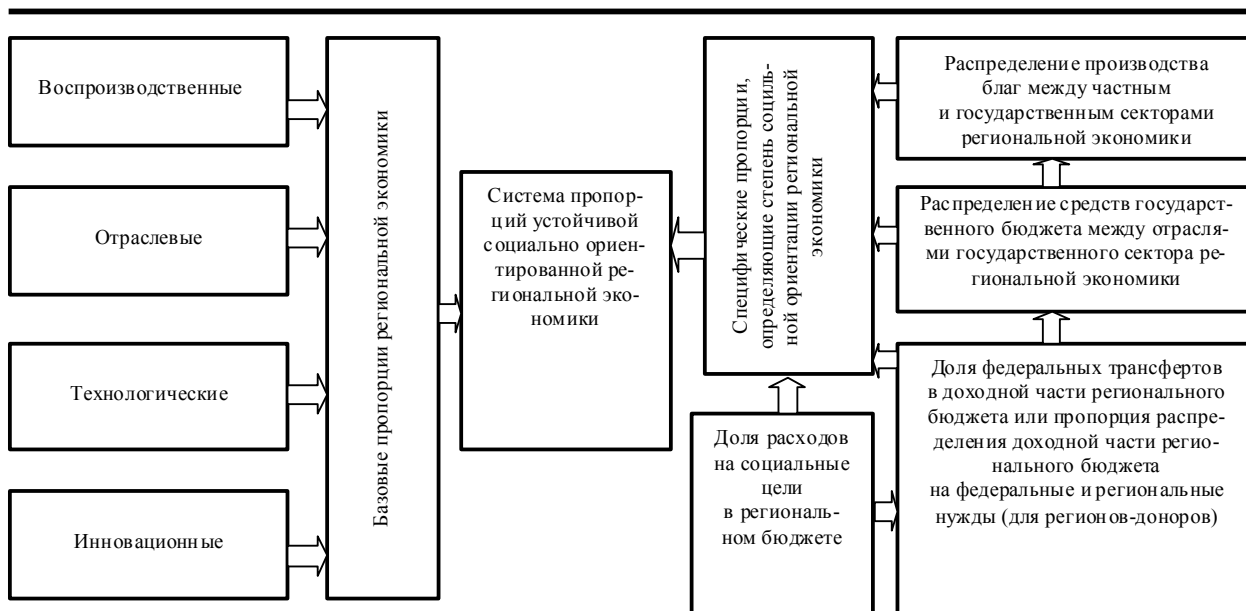 Воспроизводственные
Отраслевые
Технологические
Инновационные
Базовые пропорции региональной экономики
Система пропор-
ций устойчивой
социально ориен-
тированной ре-
гиональной эко-
номики
Специфические пропорции,
определяющие степень социль-
ной ориентации региональной
экономики
Доля расходов
на социальные
цели
в региональ-
ном бюджете
Распределение производства
благ между частным
и государственным секторами
региональной экономики
Распределение средств государст-
венного бюджета между отрасля-
ми государственного сектора ре-
гиональной экономики
Доля федеральных трансфертов
в доходной части регионального
бюджета или пропорция распре-
деления доходной части регио-
нального бюджета
на федеральные и региональные
нужды (для регионов-доноров)